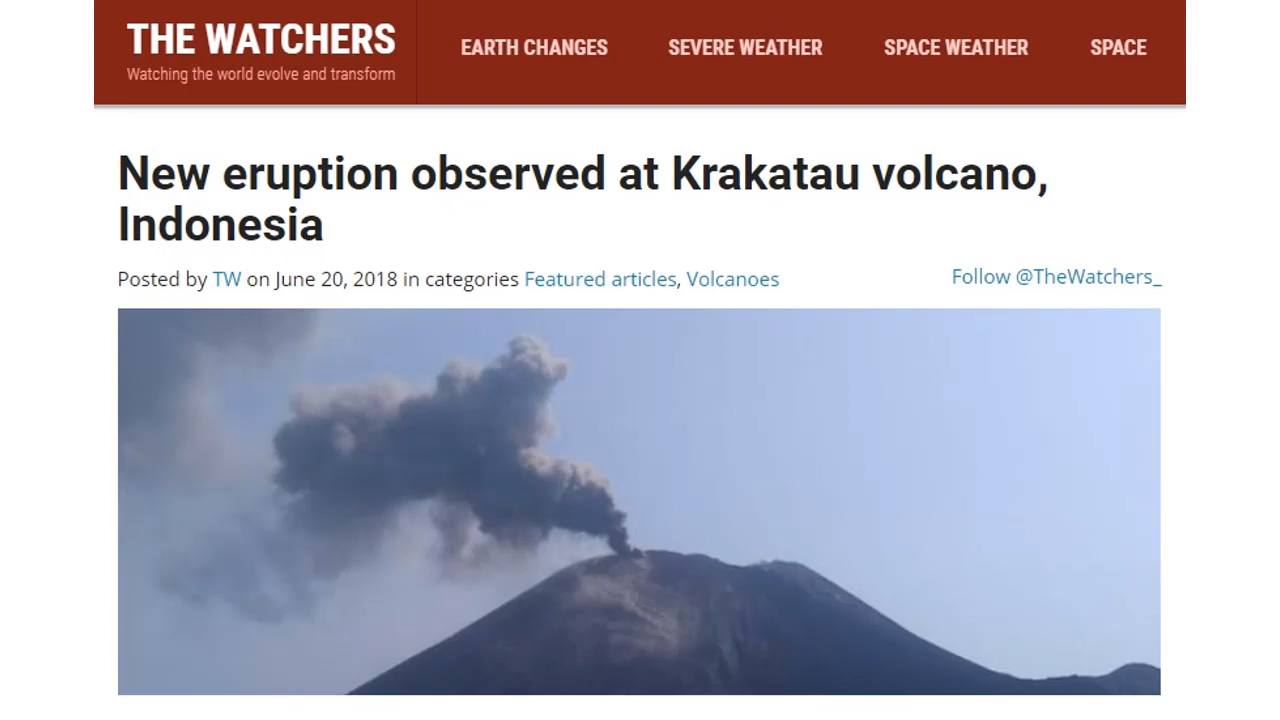 THE WATCHERS
Watching the world evolve and transform
EARTH CHANGES SEVERE WEATHER SPACE WEATHER SPACE
New eruption observed at Krakatau volcano,
Indonesia
Posted by TW on June 20, 2018 in categories Featured articles, Volcanoes
Follow @TheWatchers_